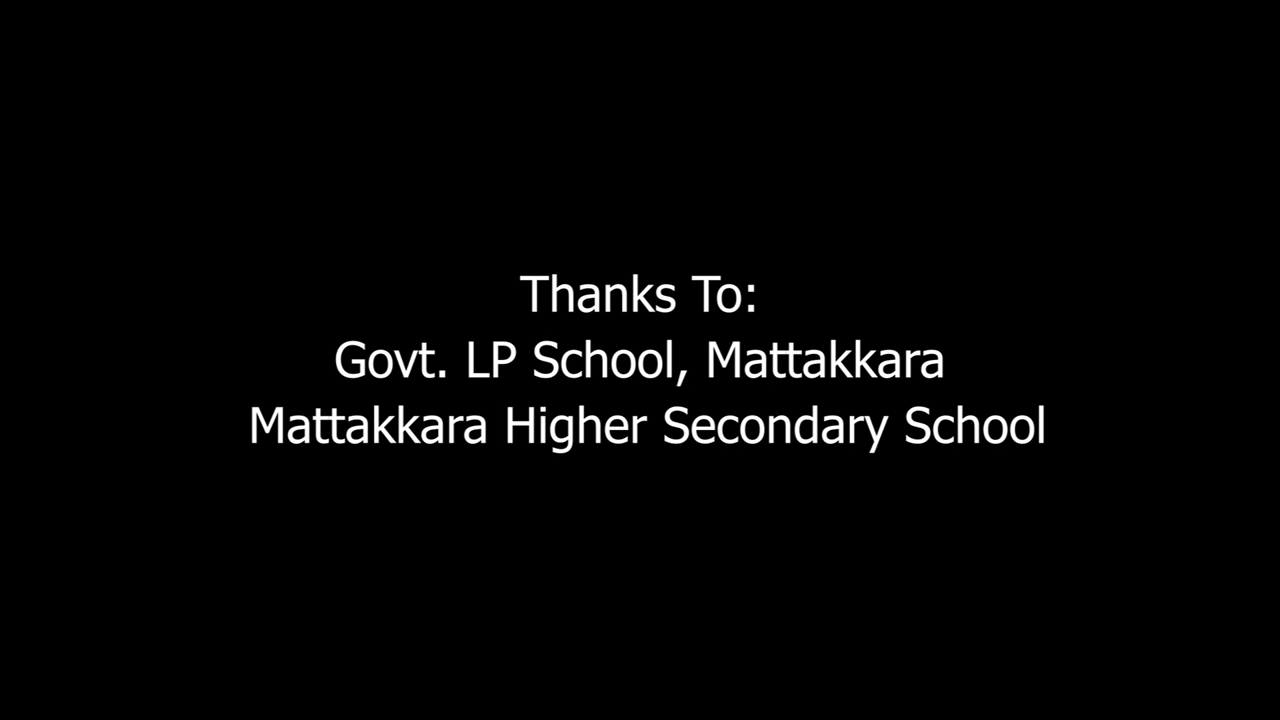 Thanks To:
Govt. LP School, Mattakkara
Mattakkara Higher Secondary School